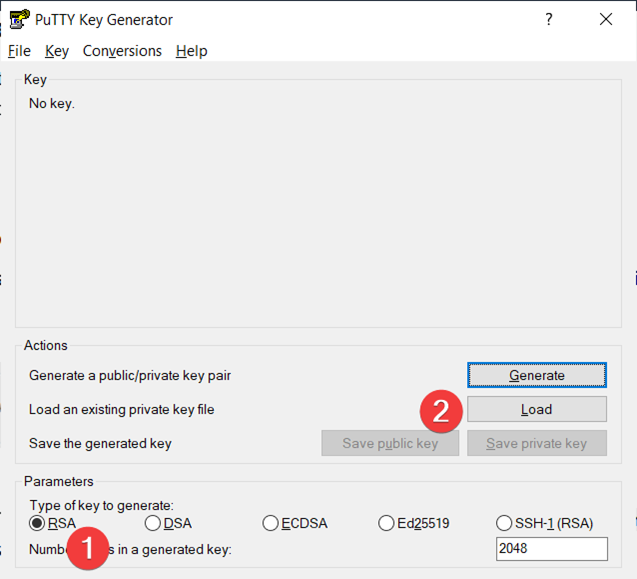 PuTTY Key Generator
?
File Key Conversions Help
Key
No key.
Actions
Generate a public/private key pair
Generate
Load an existing private key file
2
Load
Save the generated key
Save public key
Save private key
Parameters
Type of key to generate:
RSA DSA ECDSA Ed25519 SSH-1 (RSA)
1
in a generated key:
2048